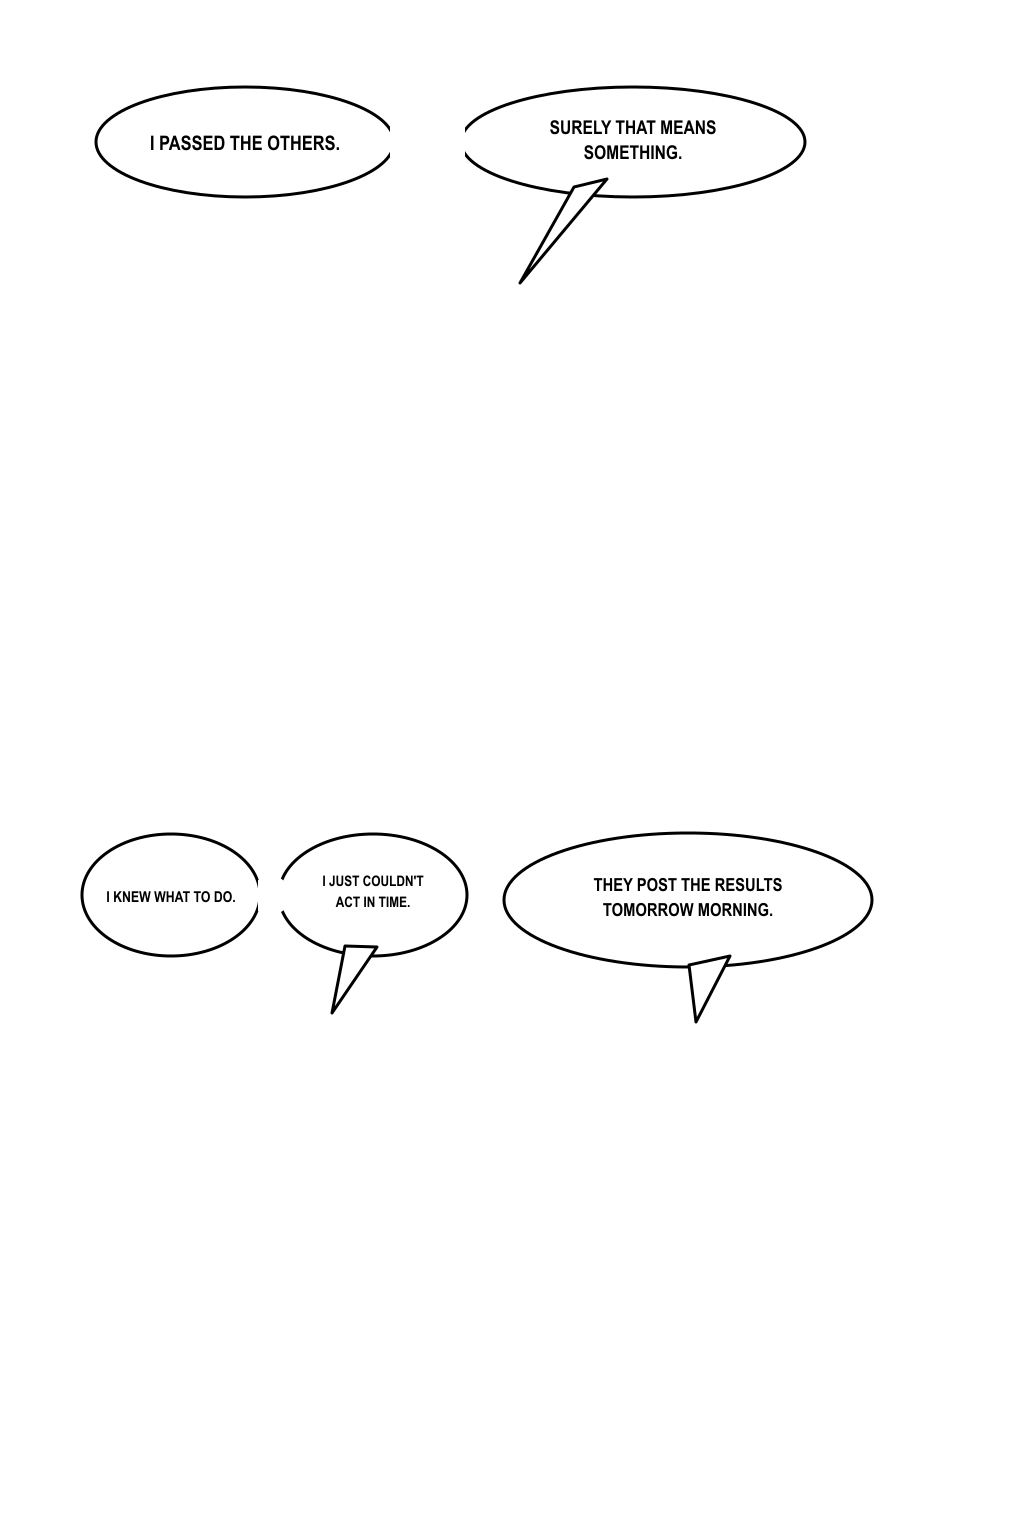 I PASSED THE OTHERS.
SURELY THAT MEANS
SOMETHING.
I KNEW WHAT TO DO.
I JUST COULDN'T
ACT IN TIME.
THEY POST THE RESULTS
TOMORROW MORNING.